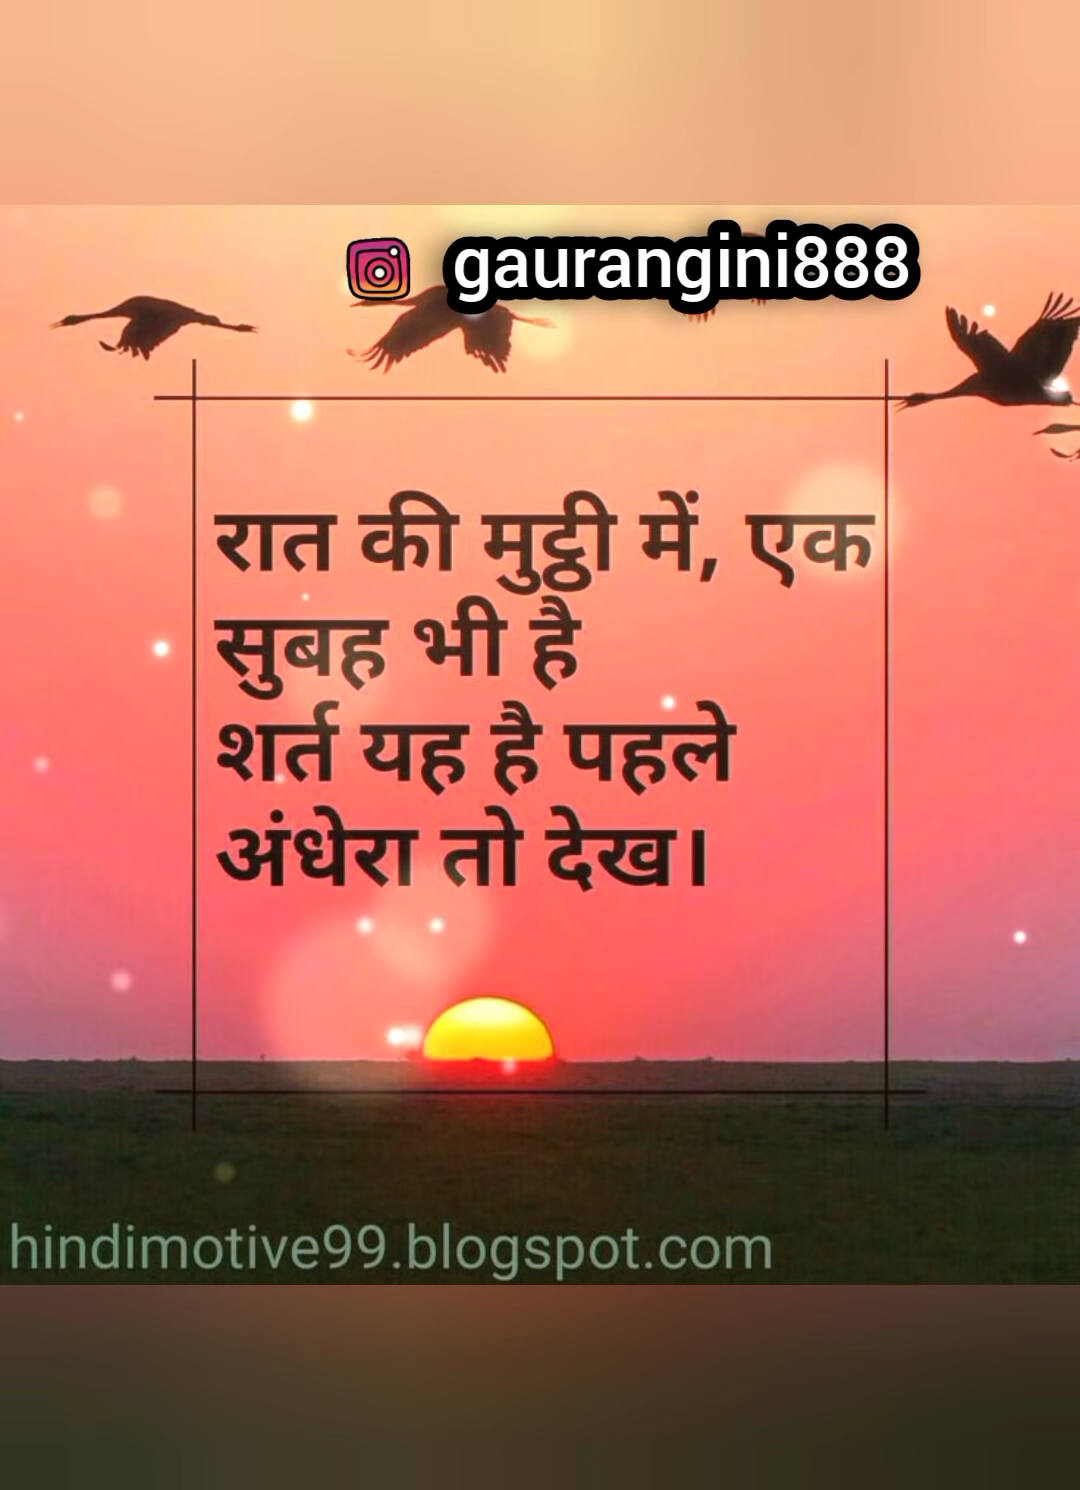 gaurangini888
रात की मुट्ठी में, एक
सुबह भी है
शर्त यह है पहले
अंधेरा तो देख।
hindimotive99.blogspot.com